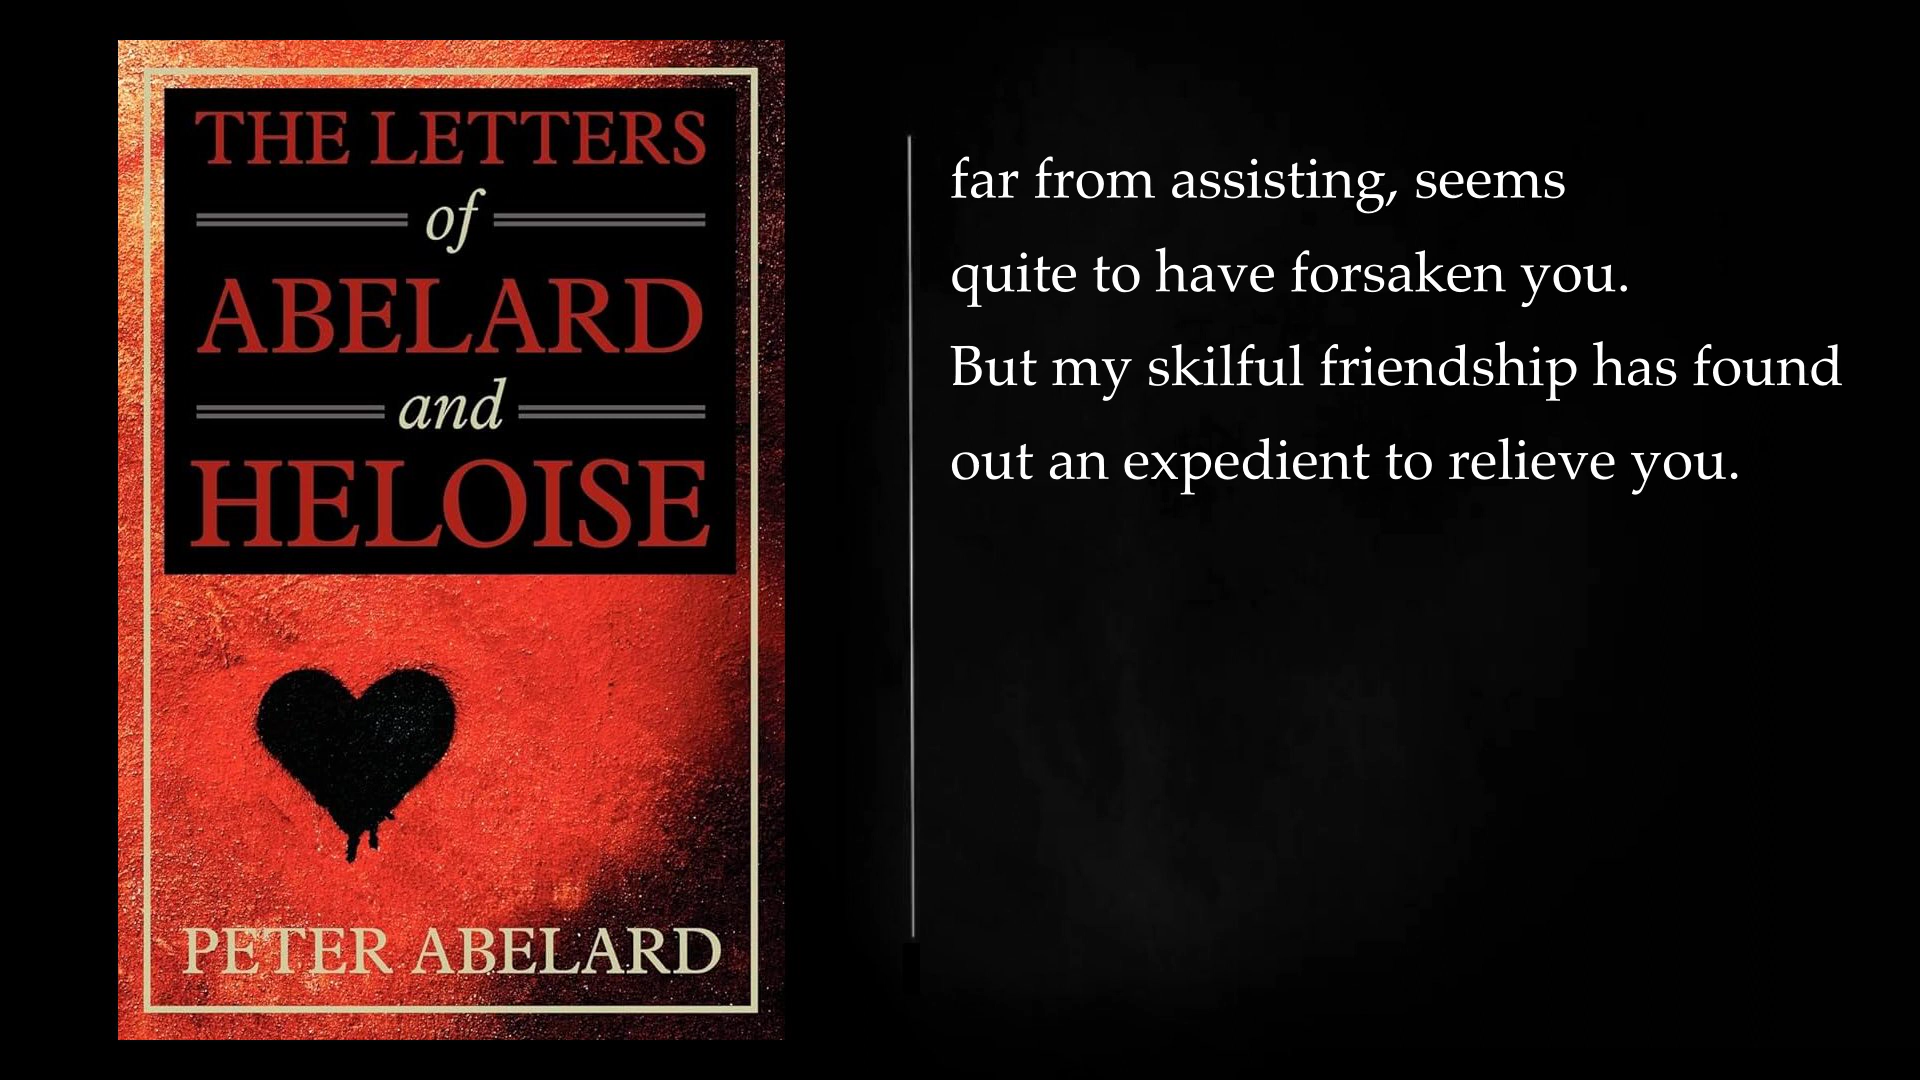 THE LETTERS
of
ABELARD
and
HELOISE
PETER ABELARD
far from assisting, seems
quite to have forsaken you.
But my skilful friendship has found
out an expedient to relieve you.